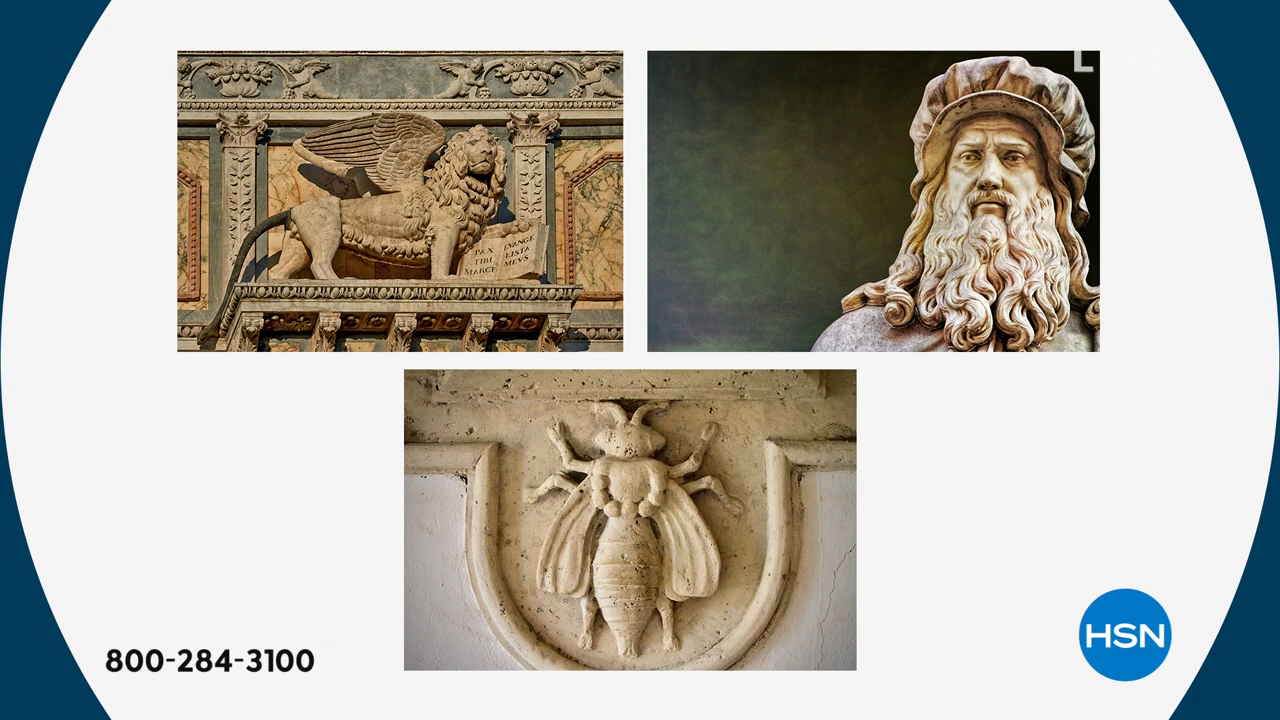 LIVE
PAX
TIBI
MARCE
EVANGE
LISTA
MEVS
800-284-3100
HSN